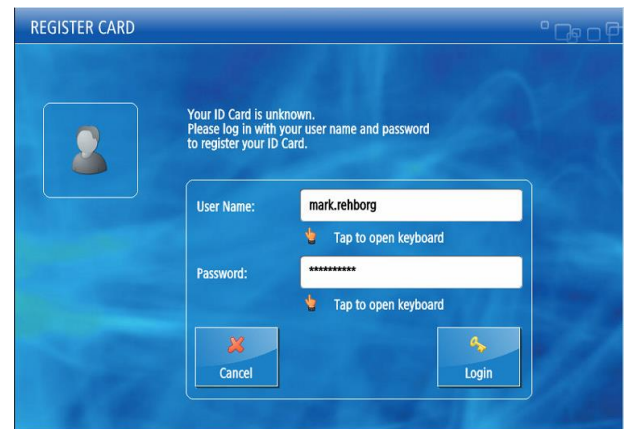 REGISTER CARD
Your ID Card is unknown.
Please log in with your user name and password
to register your ID Card.
User Name:
mark.rehborg
Tap to open keyboard
Password:
**********
Tap to open keyboard
Cancel
Login